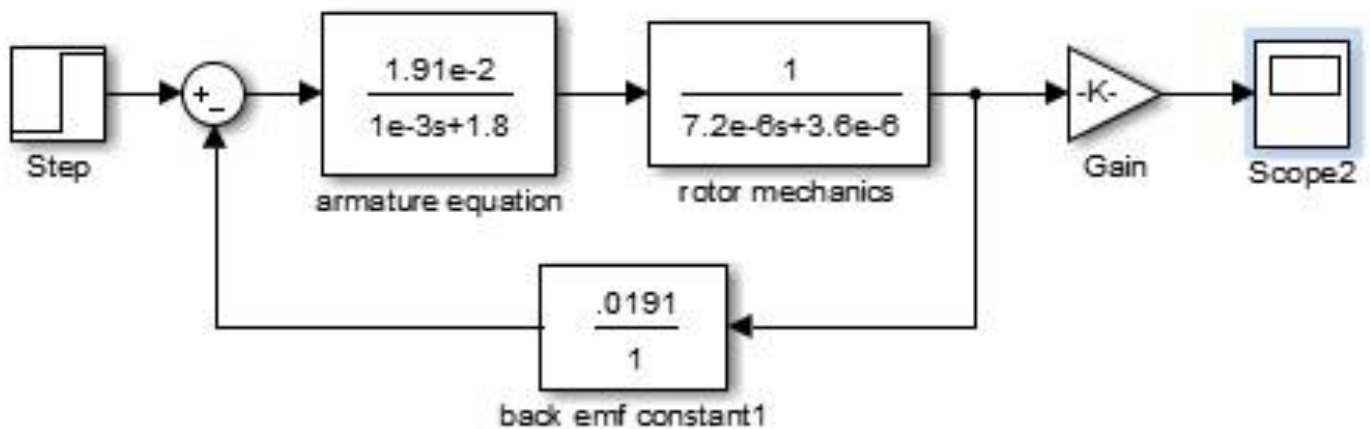 Step
+
_
1.91e-2
1e-3s+1.8
armature equation
1
7.2e-6s+3.6e-6
rotor mechanics
-K-
Gain
Scope2
.0191
1
back emf constant1